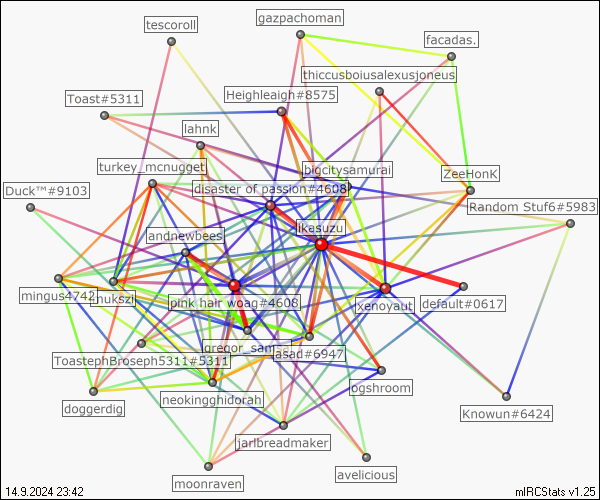 tescoroll
gazpachoman
facadas.
thiccusboiusalexusjoneus
Toast#5311
Heighleaigh#8575
lahnk
turkey_mcnugget
bigcitysamurai
ZeeHonK
Duck™#9103
disaster of passion#4608
Random Stuf6#5983
ikasuzu
andnewbees
mingus4742
hukszi
pink hair woag#4608
xenoyaut
default#0617
gregor_sam
asad#6947
ToastephBroseph5311#5311
ogshroom
doggerdig
neokingghidorah
Knowun#6424
jarlbreadmaker
moonraven
avelicious
14.9.2024 23:42
mIRCStats v1.25